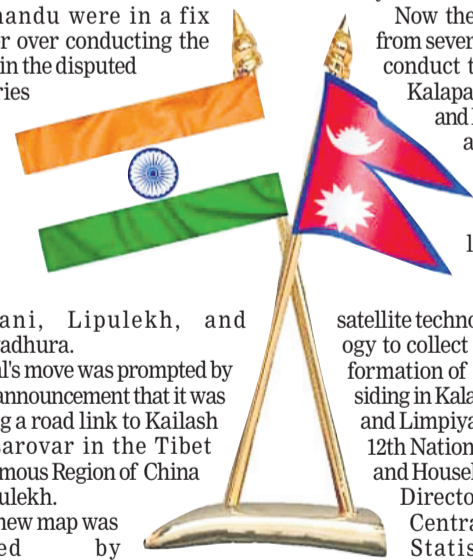 andu were in a fix
r over conducting the
in the disputed
ries
ani, Lipulekh, and
adhura.
l's move was prompted by
announcement that it was
g a road link to Kailash
arovar in the Tibet
mous Region of China
ulekh.
new map was
ed by
Now the
from sever
conduct t
Kalapa
and
a
l
satellite techno
ogy to collect
formation of
siding in Kala
and Limpiya
12th Nation
and Househ
Directo
Centra
Statis